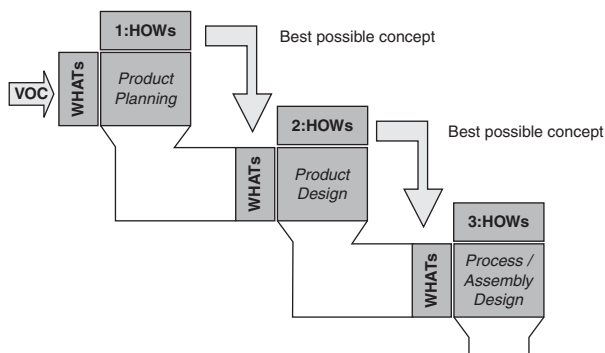 1:HOWs
Best possible concept
VOC
WHATs
Product
Planning
2:HOWs
Best possible concept
WHATs
Product
Design
3:HOWs
WHATs
Process /
Assembly
Design